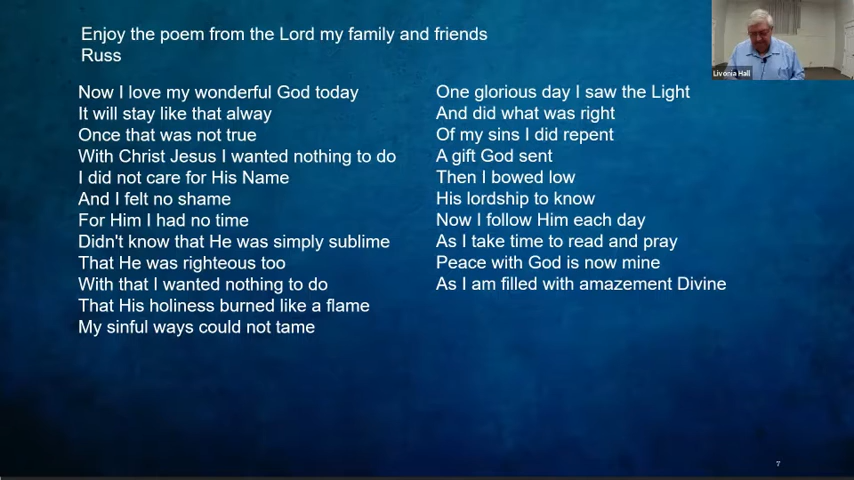 Enjoy the poem from the Lord my family and friends
Russ
Now I love my wonderful God today
It will stay like that alway
Once that was not true
With Christ Jesus I wanted nothing to do
I did not care for His Name
And I felt no shame
For Him I had no time
Didn't know that He was simply sublime
That He was righteous too
With that I wanted nothing to do
That His holiness burned like a flame
My sinful ways could not tame
One glorious day I saw the Light
And did what was right
Of my sins I did repent
A gift God sent
Then I bowed low
His lordship to know
Now I follow Him each day
As I take time to read and pray
Peace with God is now mine
As I am filled with amazement Divine
Livonia Hall
7